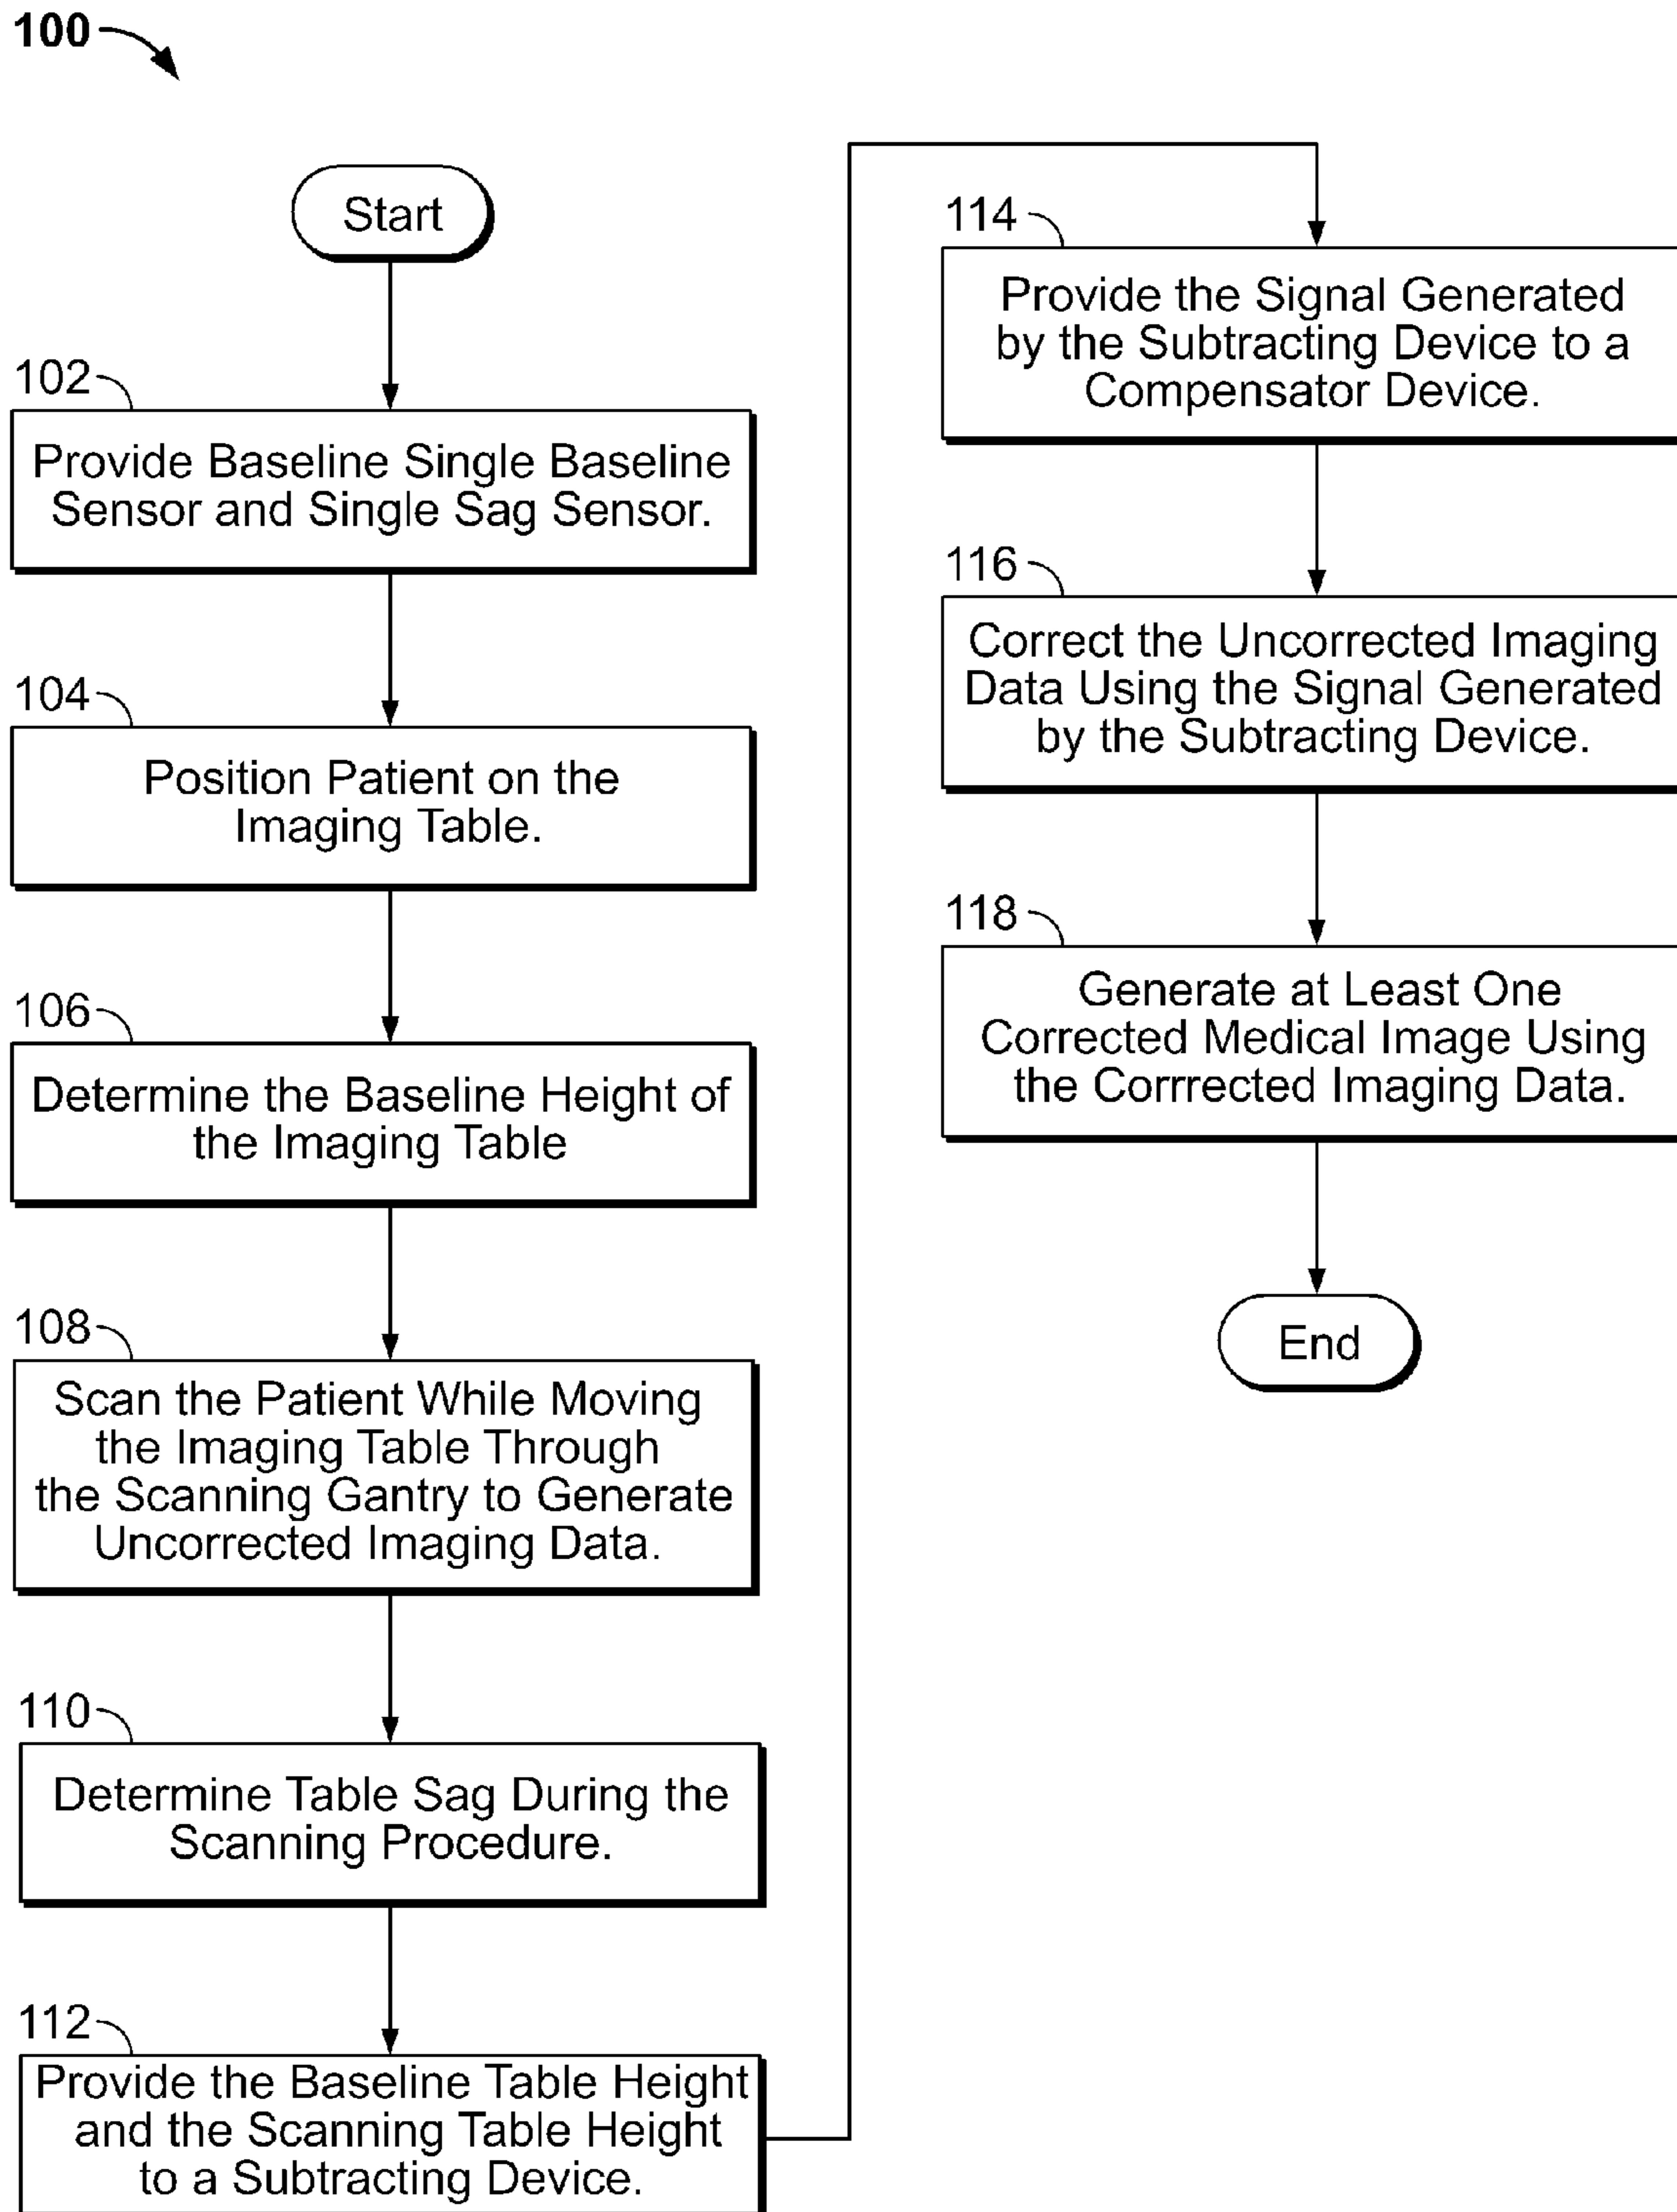 100
Start
102
Provide Baseline Single Baseline
Sensor and Single Sag Sensor.
104
Position Patient on the
Imaging Table.
106
Determine the Baseline Height of
the Imaging Table
108
Scan the Patient While Moving
the Imaging Table Through
the Scanning Gantry to Generate
Uncorrected Imaging Data.
110
Determine Table Sag During the
Scanning Procedure.
112
Provide the Baseline Table Height
and the Scanning Table Height
to a Subtracting Device.
114
Provide the Signal Generated
by the Subtracting Device to a
Compensator Device.
116
Correct the Uncorrected Imaging
Data Using the Signal Generated
by the Subtracting Device.
118
Generate at Least One
Corrected Medical Image Using
the Corrrected Imaging Data.
End